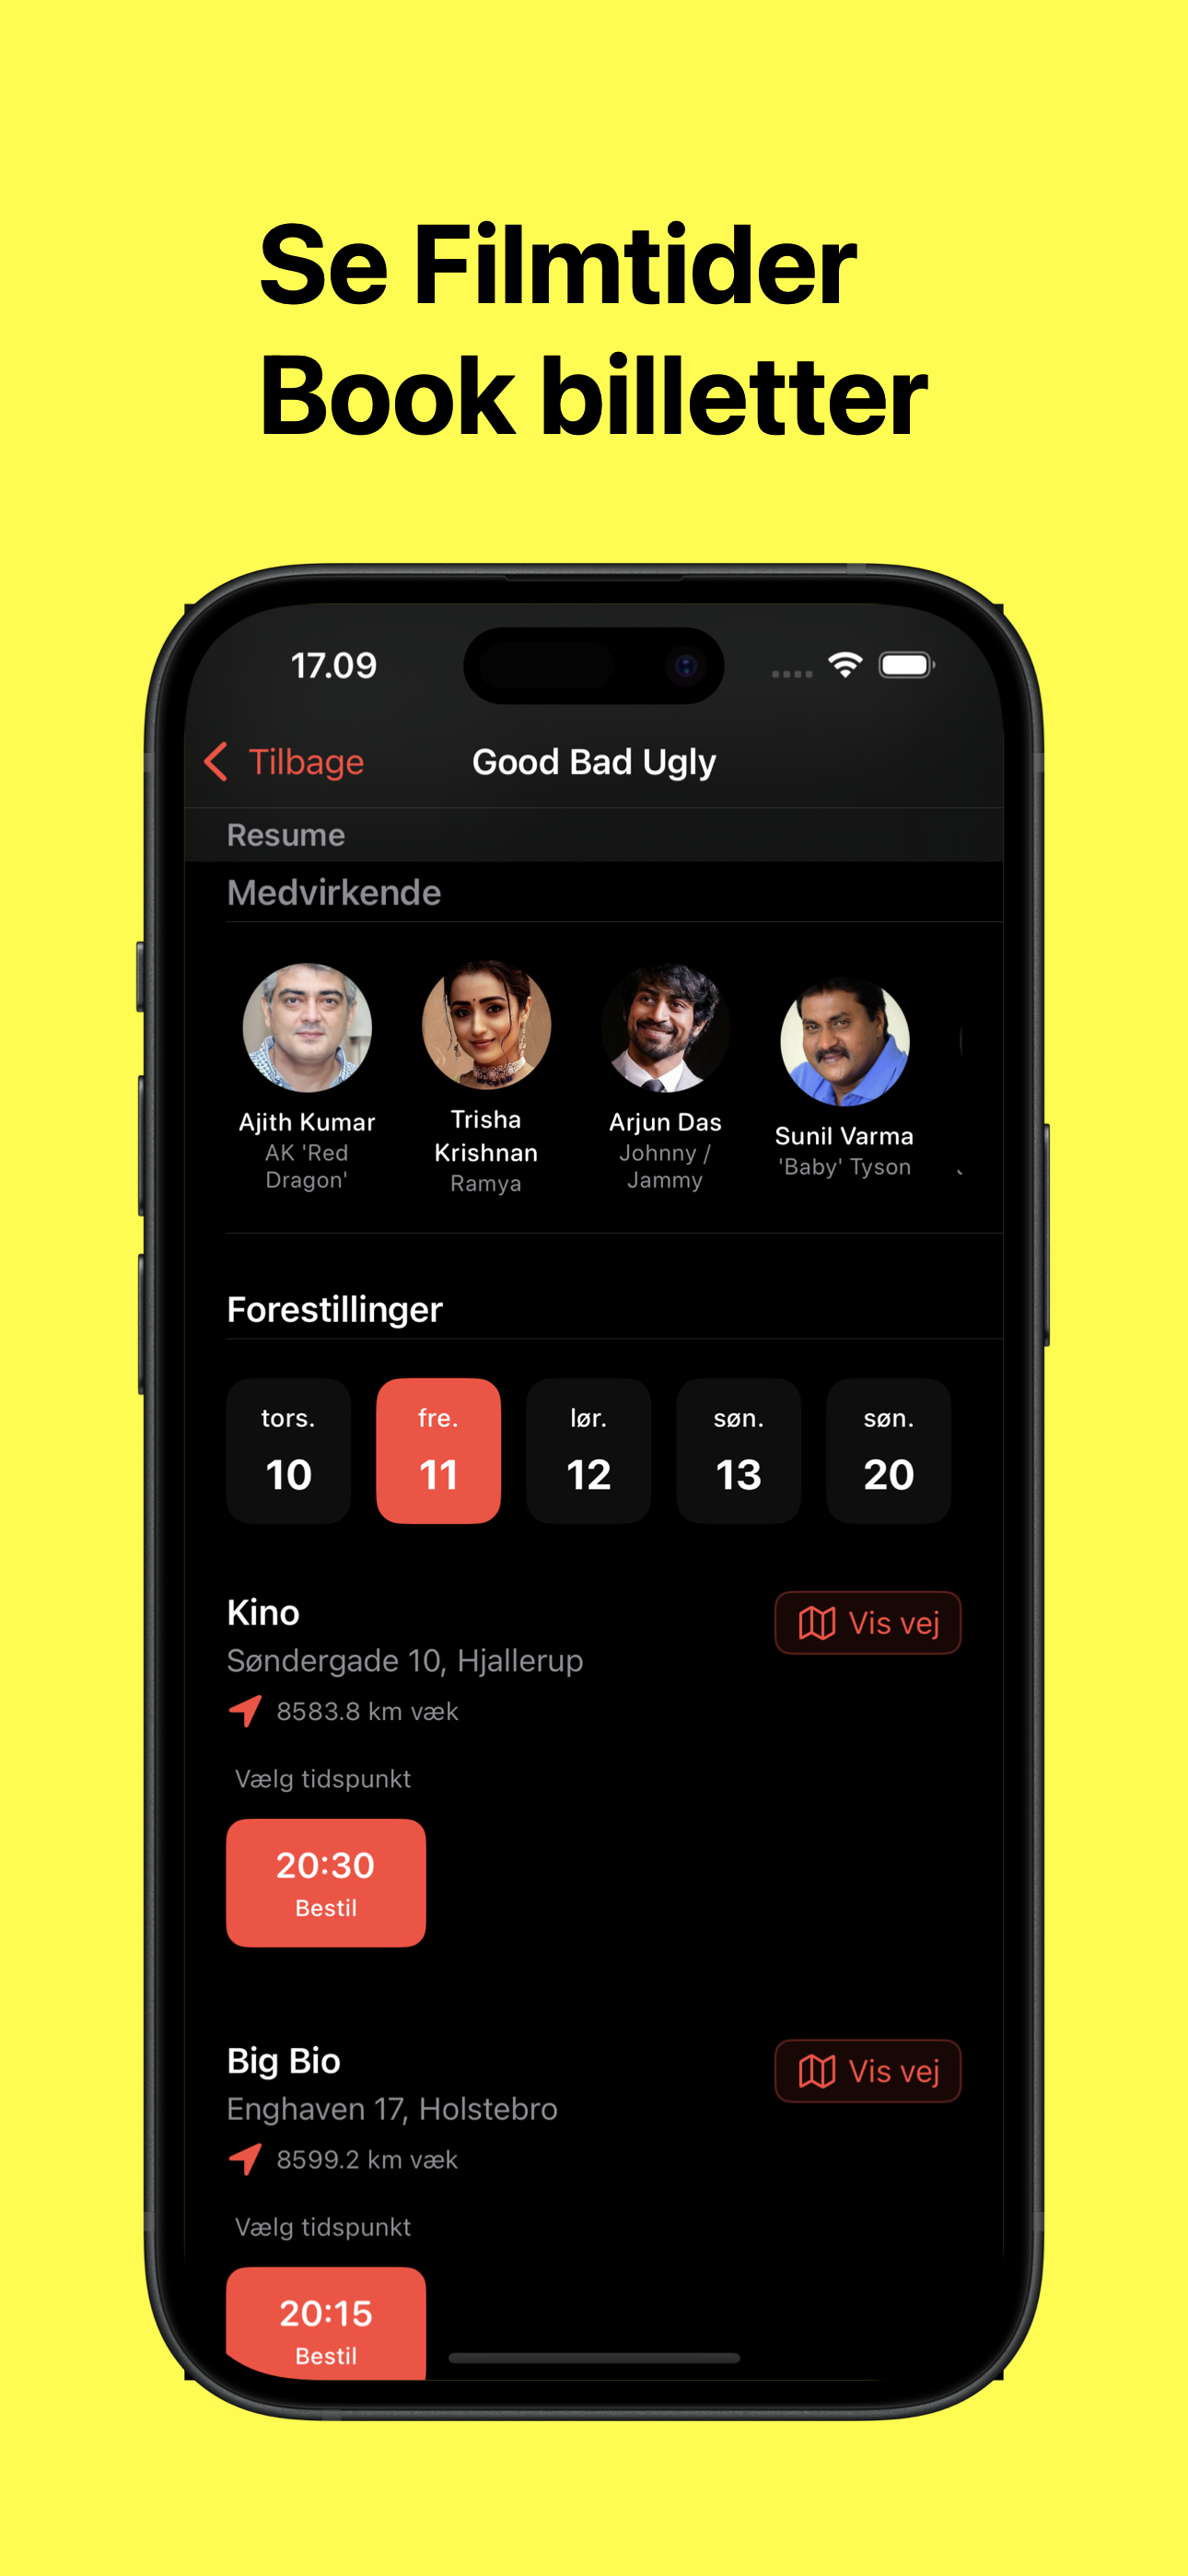 Se Filmtider
Book billetter
17.09
Tilbage
Good Bad Ugly
Resume
Medvirkende
Ajith Kumar
AK 'Red
Dragon'
Trisha
Krishnan
Ramya
Arjun Das
Johnny /
Jammy
Sunil Varma
'Baby' Tyson
Forestillinger
tors.
10
fre.
11
lør.
12
søn.
13
søn.
20
Kino
Vis vej
Søndergade 10, Hjallerup
8583.8 km væk
Vælg tidspunkt
20:30
Bestil
Big Bio
Vis vej
Enghaven 17, Holstebro
8599.2 km væk
Vælg tidspunkt
20:15
Bestil